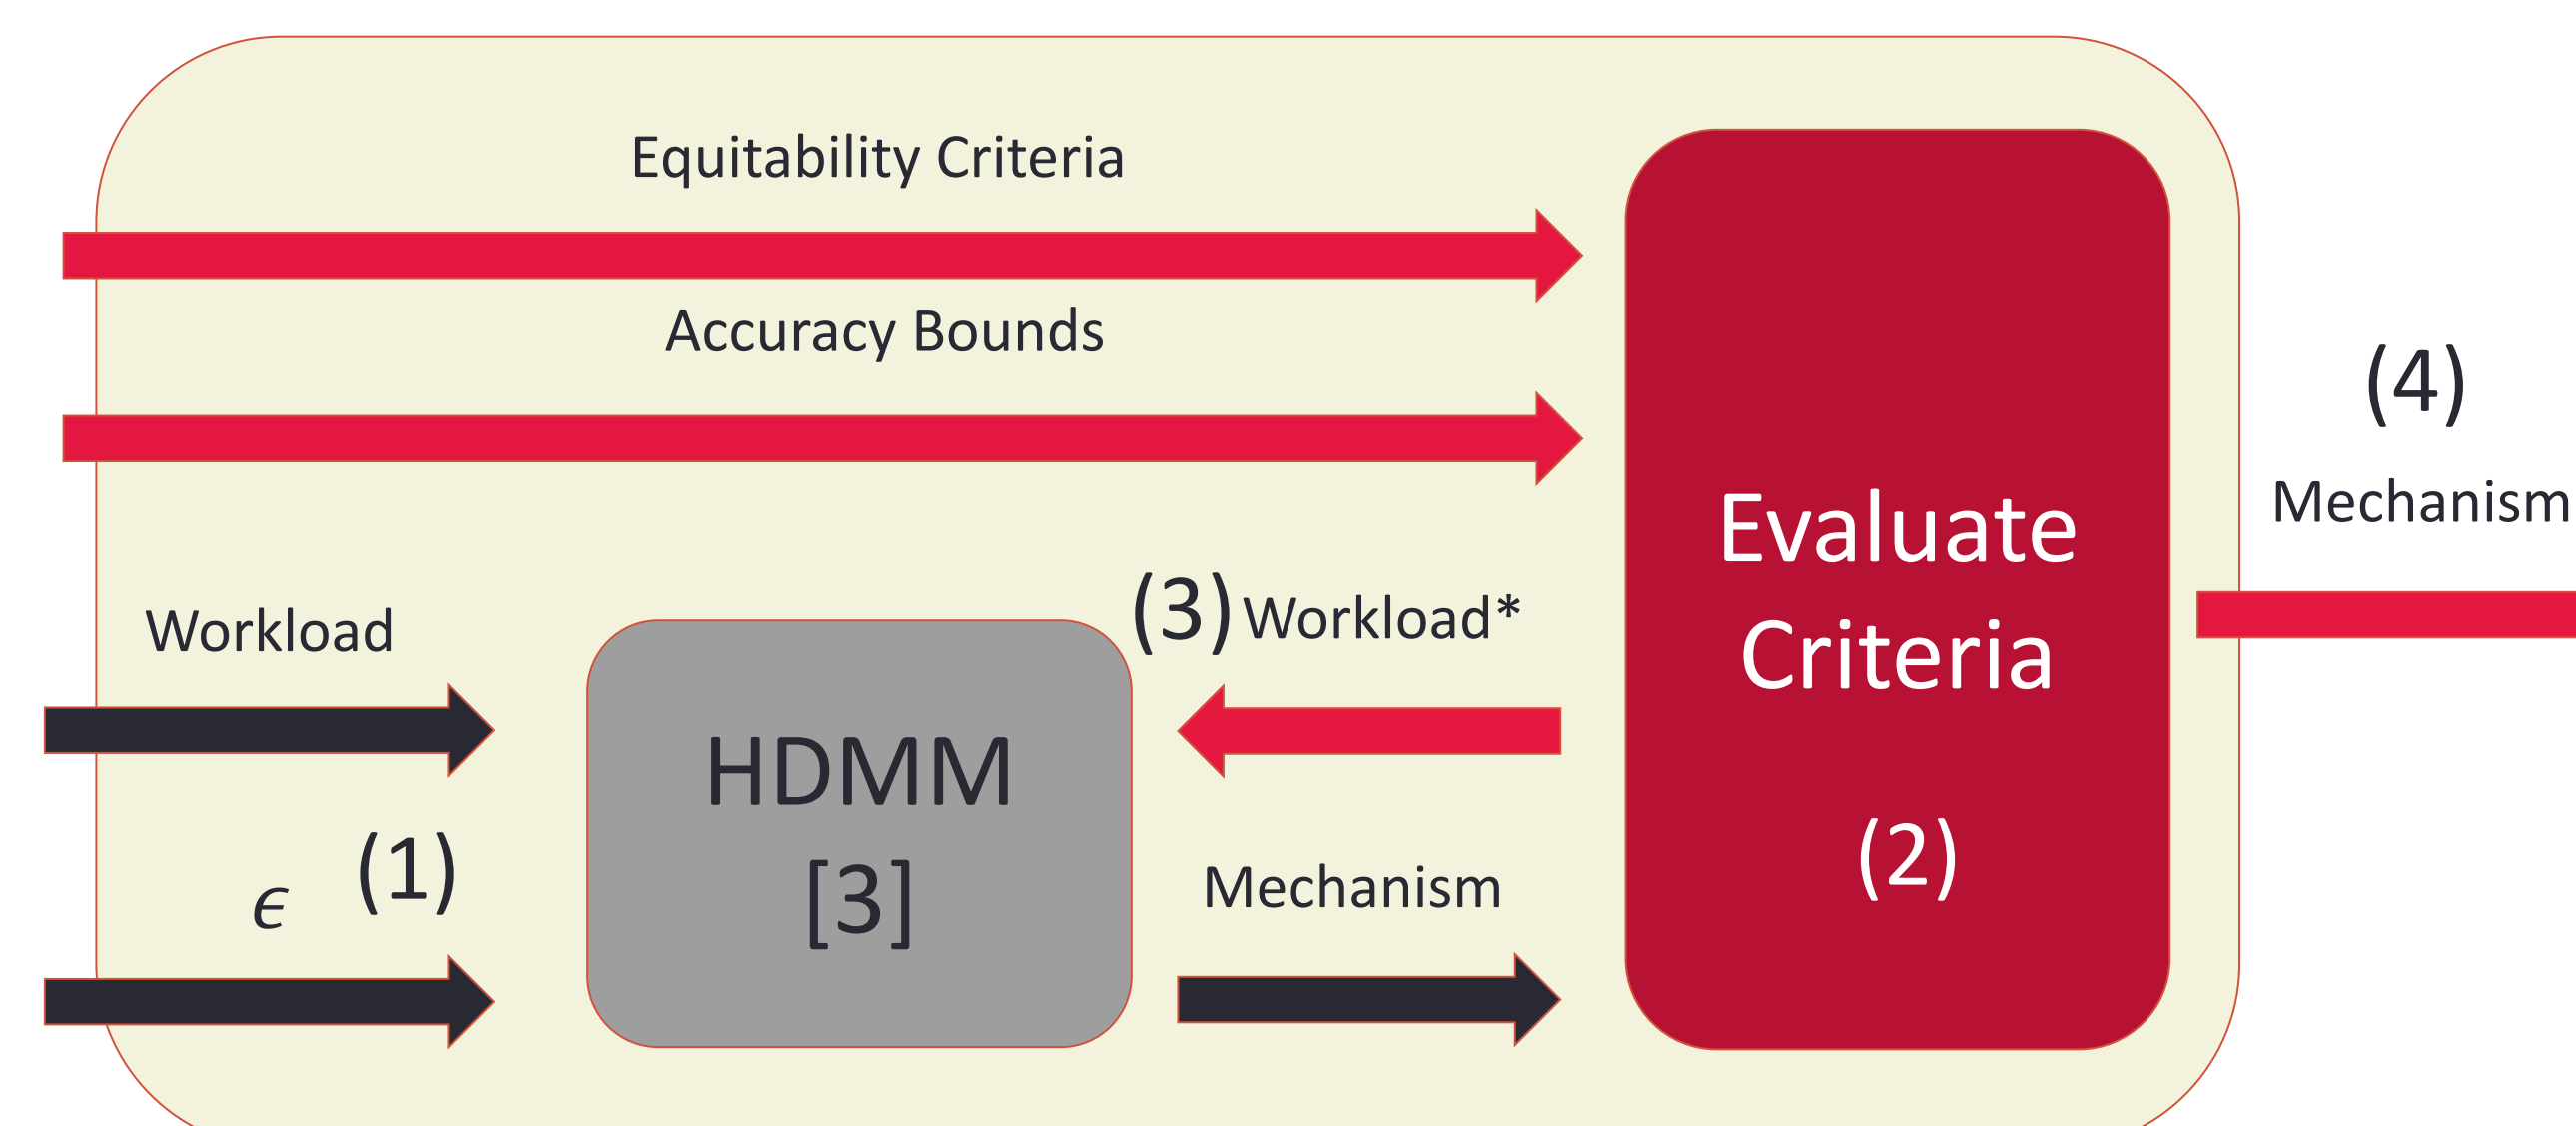 Equitability Criteria
Accuracy Bounds
(4)
Mechanism
Evaluate
Criteria
(2)
(3) Workload*
Workload
HDMM
[3]
(1)
ϵ
Mechanism